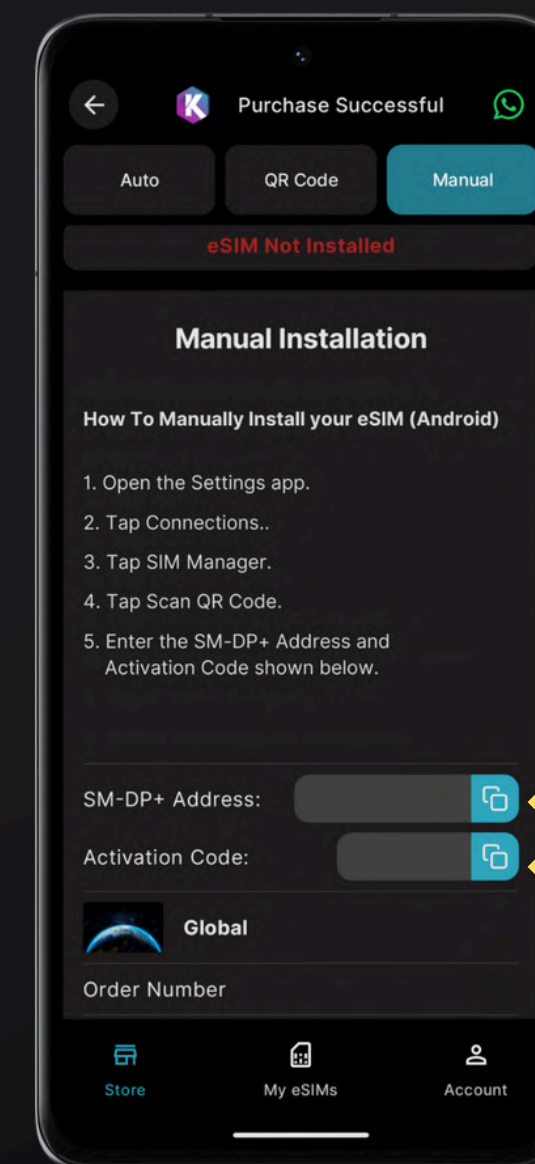 K
Purchase Successful
Auto
QR Code
Manual
eSIM Not Installed
Manual Installation
How To Manually Install your eSIM (Android)
1. Open the Settings app.
2. Tap Connections..
3. Tap SIM Manager.
4. Tap Scan QR Code.
5. Enter the SM-DP+ Address and
Activation Code shown below.
SM-DP+ Address:
Activation Code:
Global
Order Number
Store
My eSIMs
Account